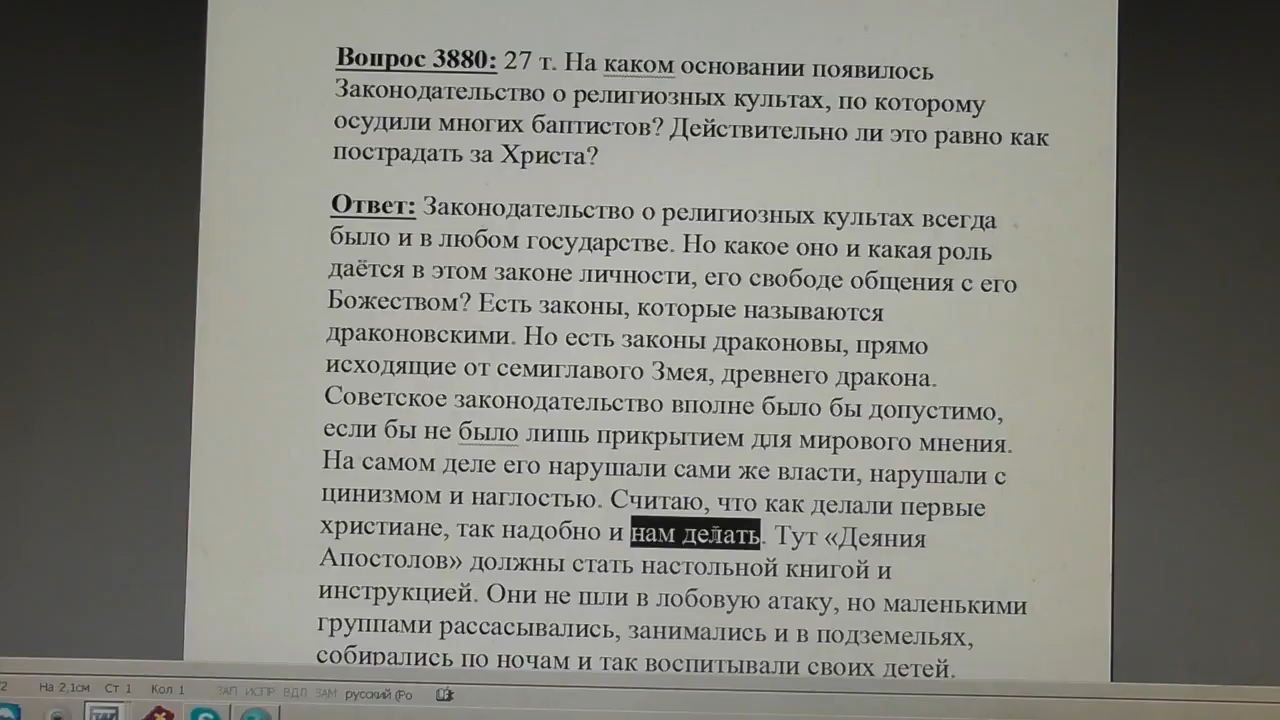 Вопрос 3880: 27 т. На каком основании появилось
Законодательство о религиозных культах, по которому
осудили многих баптистов? Действительно ли это равно как
пострадать за Христа?
Ответ: Законодательство о религиозных культах всегда
было и в любом государстве. Но какое оно и какая роль
даётся в этом законе личности, его свободе общения с его
Божеством? Есть законы, которые называются
драконовскими. Но есть законы драконовы, прямо
исходящие от семиглавого Змея, древнего дракона.
Советское законодательство вполне было бы допустимо,
если бы не было лишь прикрытием для мирового мнения.
На самом деле его нарушали сами же власти, нарушали с
цинизмом и наглостью. Считаю, что как делали первые
христиане, так надобно и нам делать. Тут «Деяния
Апостолов» должны стать настольной книгой и
инструкцией. Они не шли в лобовую атаку, но маленькими
группами рассасывались, занимались и в подземельях,
собирались по ночам и так воспитывали своих детей.
/2 На 2,1см Ст 1 Кол 1 ЗАП ИСПР ВДЛ ЗАМ русский (Ро